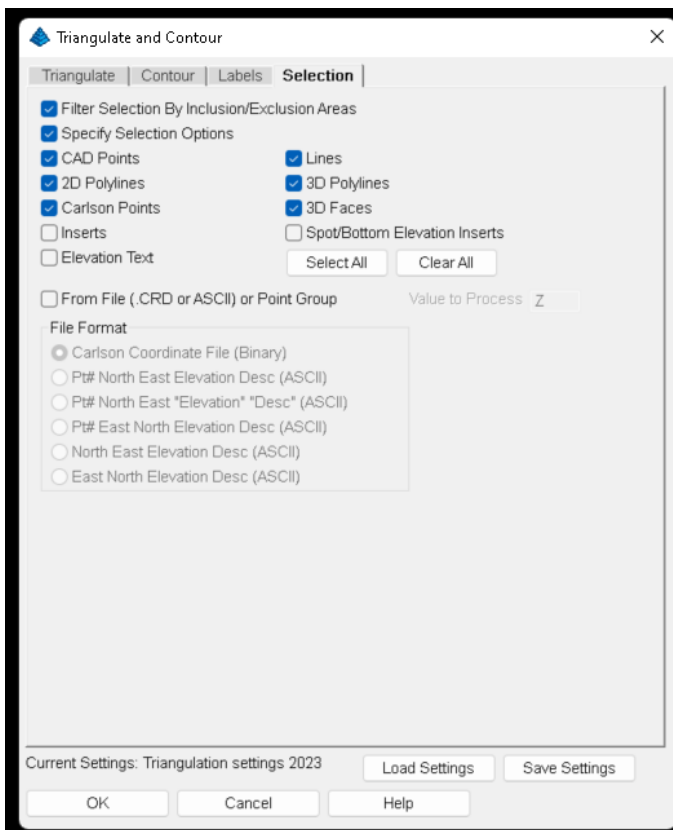 Triangulate and Contour
Triangulate Contour Labels Selection
Filter Selection By Inclusion/Exclusion Areas
Specify Selection Options
CAD Points Lines
2D Polylines 3D Polylines
Carlson Points 3D Faces
Inserts Spot/Bottom Elevation Inserts
Elevation Text Select All Clear All
From File (.CRD or ASCII) or Point Group Value to Process Z
File Format
Carlson Coordinate File (Binary)
Pt# North East Elevation Desc (ASCII)
Pt# North East "Elevation" "Desc" (ASCII)
Pt# East North Elevation Desc (ASCII)
North East Elevation Desc (ASCII)
East North Elevation Desc (ASCII)
Current Settings: Triangulation settings 2023 Load Settings Save Settings
OK Cancel Help